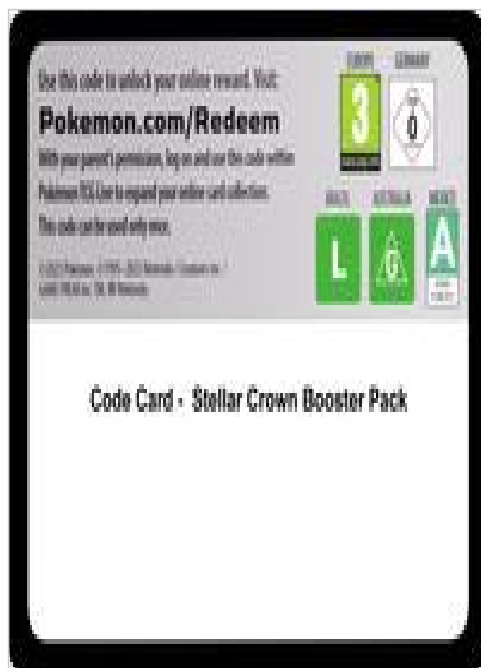 Use this code to unlock your online reward. Visit:
Pokemon.com/Redeem
With your parent's permission, log on and use this code within
Pokémon TCG Live to expand your online card collection.
This code can be used only once.
EUROPE GERMANY
3
0
BRAZIL AUSTRALIA MEXICO
L G A
Code Card - Stellar Crown Booster Pack